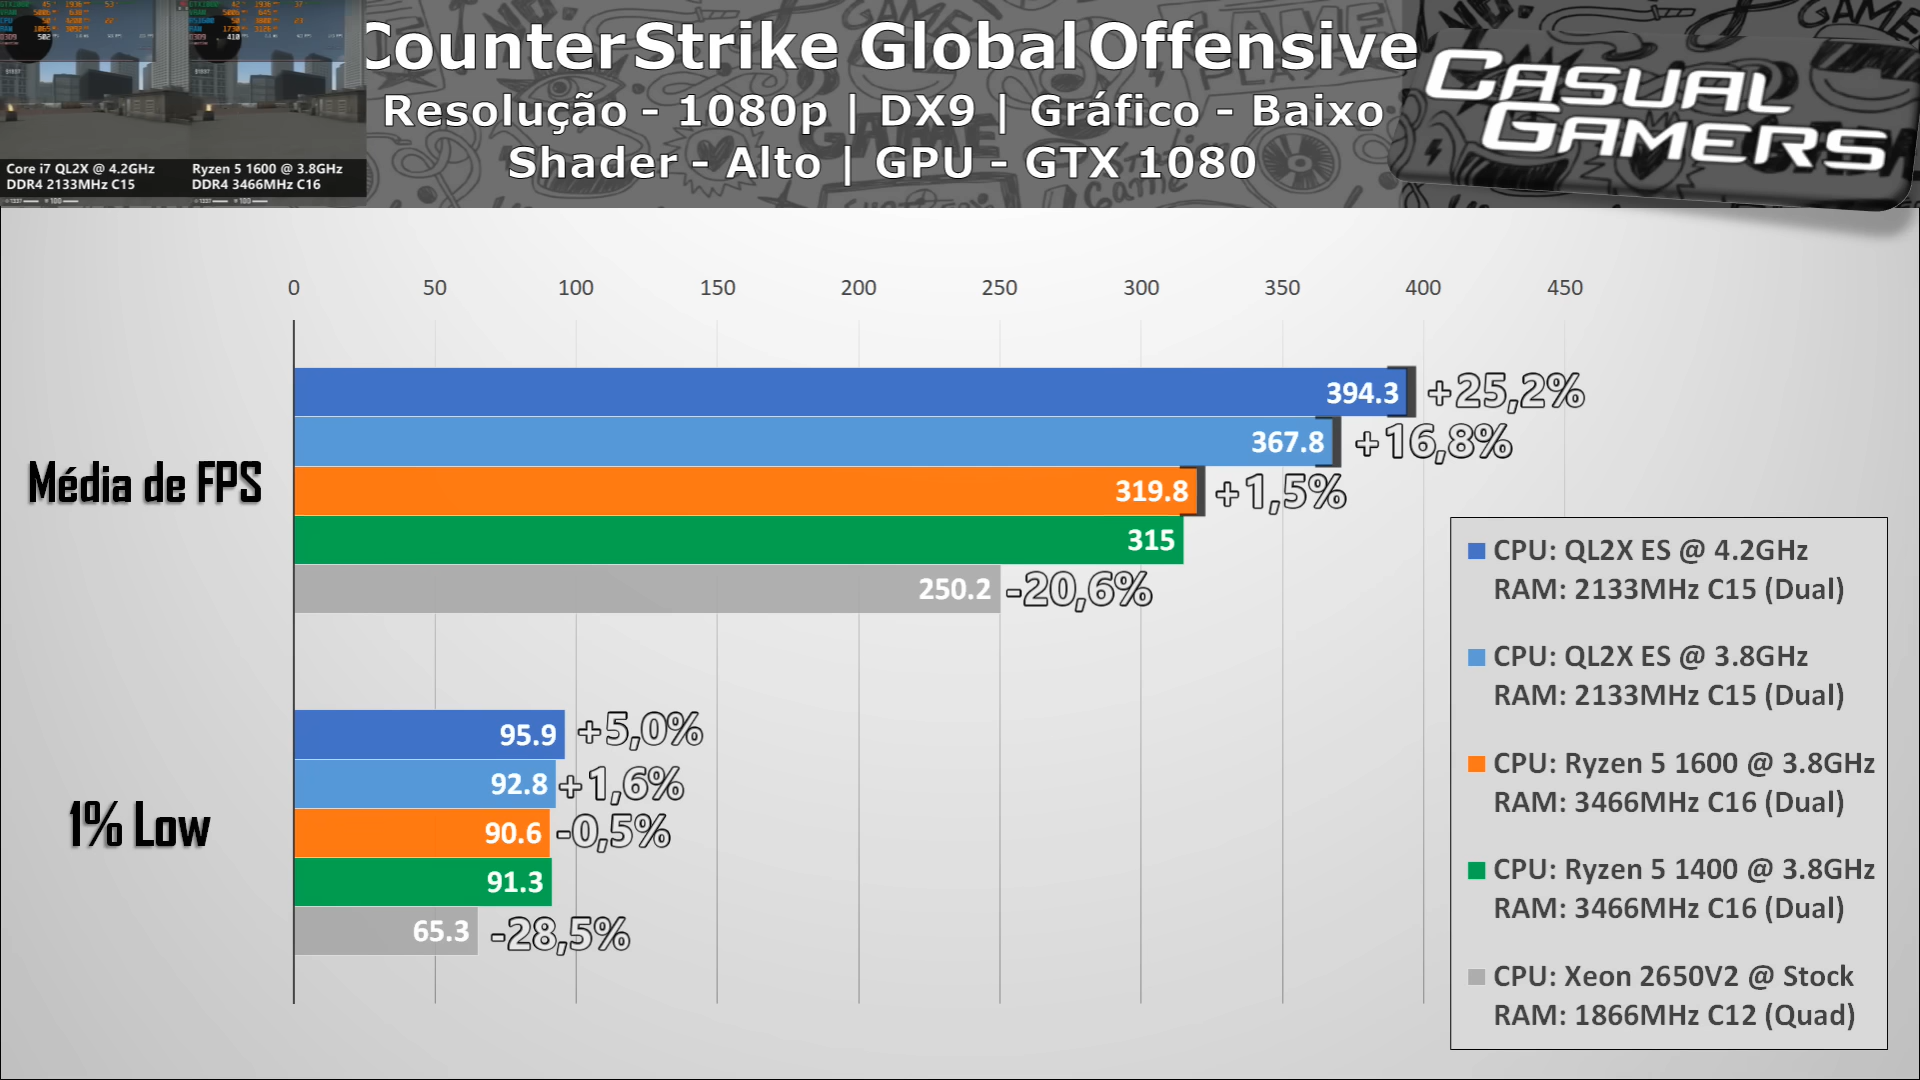 Counter Strike Global Offensive
Resolução - 1080p | DX9 | Gráfico - Baixo
Shader - Alto | GPU - GTX 1080
CASUAL
GAMERS
Core i7 QL2X @ 4.2GHz
DDR4 2133MHz C15
Ryzen 5 1600 @ 3.8GHz
DDR4 3466MHz C16
0 50 100 150 200 250 300 350 400 450
Média de FPS
394.3 +25,2%
367.8 +16,8%
319.8 +1,5%
315
250.2 -20,6%
1% Low
95.9 +5,0%
92.8 +1,6%
90.6 -0,5%
91.3
65.3 -28,5%
CPU: QL2X ES @ 4.2GHz
RAM: 2133MHz C15 (Dual)
CPU: QL2X ES @ 3.8GHz
RAM: 2133MHz C15 (Dual)
CPU: Ryzen 5 1600 @ 3.8GHz
RAM: 3466MHz C16 (Dual)
CPU: Ryzen 5 1400 @ 3.8GHz
RAM: 3466MHz C16 (Dual)
CPU: Xeon 2650V2 @ Stock
RAM: 1866MHz C12 (Quad)